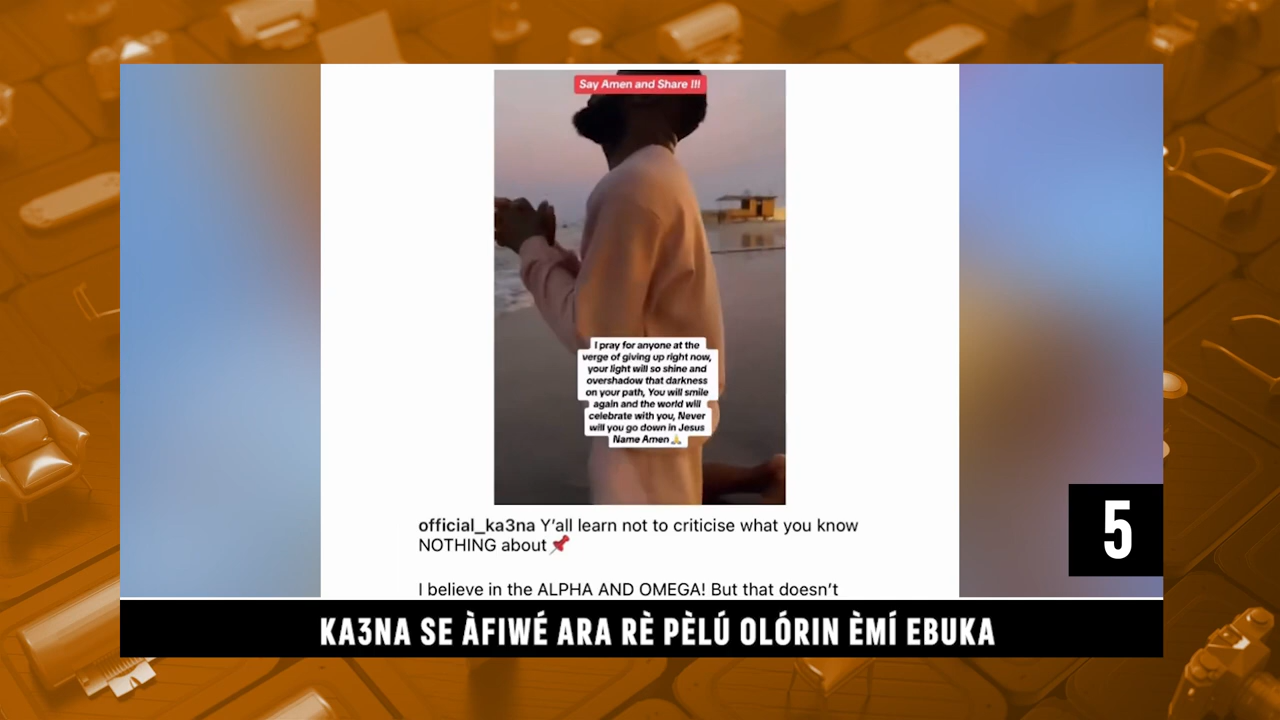 Say Amen and Share !!!
I pray for anyone at the
verge of giving up right now,
your light will so shine and
overshadow that darkness
on your path, You will smile
again and the world will
celebrate with you, Never
will you go down in Jesus
Name Amen 🙏
official_ka3na Y'all learn not to criticise what you know
NOTHING about 📌
I believe in the ALPHA AND OMEGA! But that doesn't
5
KA3NA SE ÀFIWÉ ARA RÈ PÈLÚ OLÓRIN ÈMÍ EBUKA